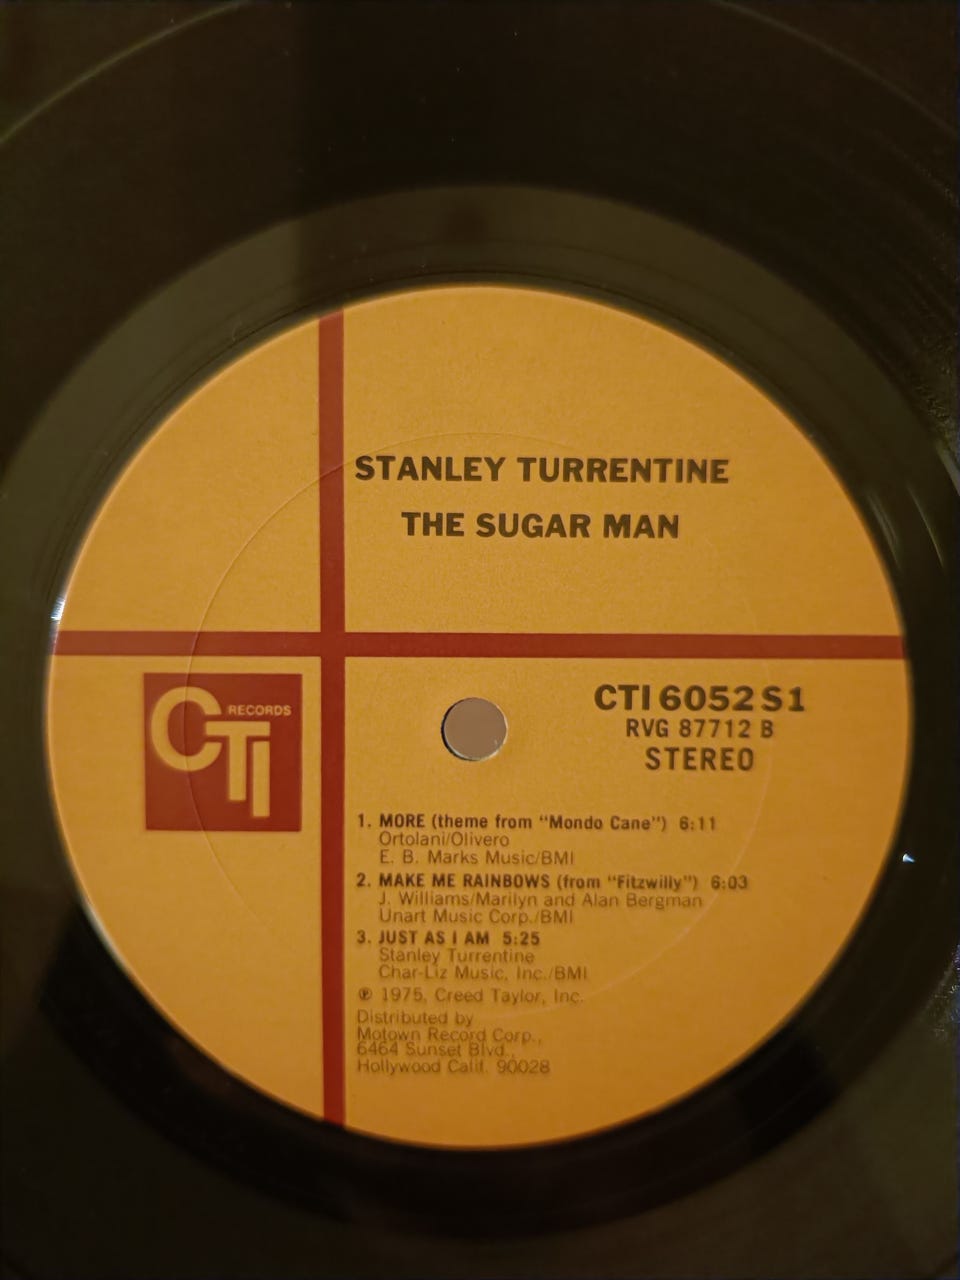 STANLEY TURRENTINE
THE SUGAR MAN
CTI RECORDS
CTI 6052 S1
RVG 87712 B
STEREO
1. MORE (theme from "Mondo Cane") 6:11
Ortolani/Olivero
E. B. Marks Music/BMI
2. MAKE ME RAINBOWS (from "Fitzwilly") 6:03
J. Williams/Marilyn and Alan Bergman
Unart Music Corp./BMI
3. JUST AS I AM 5:25
Stanley Turrentine
Char-Liz Music, Inc./BMI
℗ 1975, Creed Taylor, Inc.
Distributed by
Motown Record Corp.,
6464 Sunset Blvd.,
Hollywood Calif. 90028